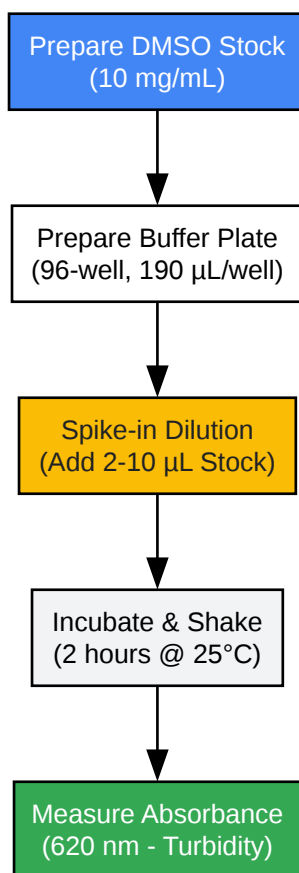 Prepare DMSO Stock
(10 mg/mL)
Prepare Buffer Plate
(96-well, 190 µL/well)
Spike-in Dilution
(Add 2-10 µL Stock)
Incubate & Shake
(2 hours @ 25°C)
Measure Absorbance
(620 nm - Turbidity)